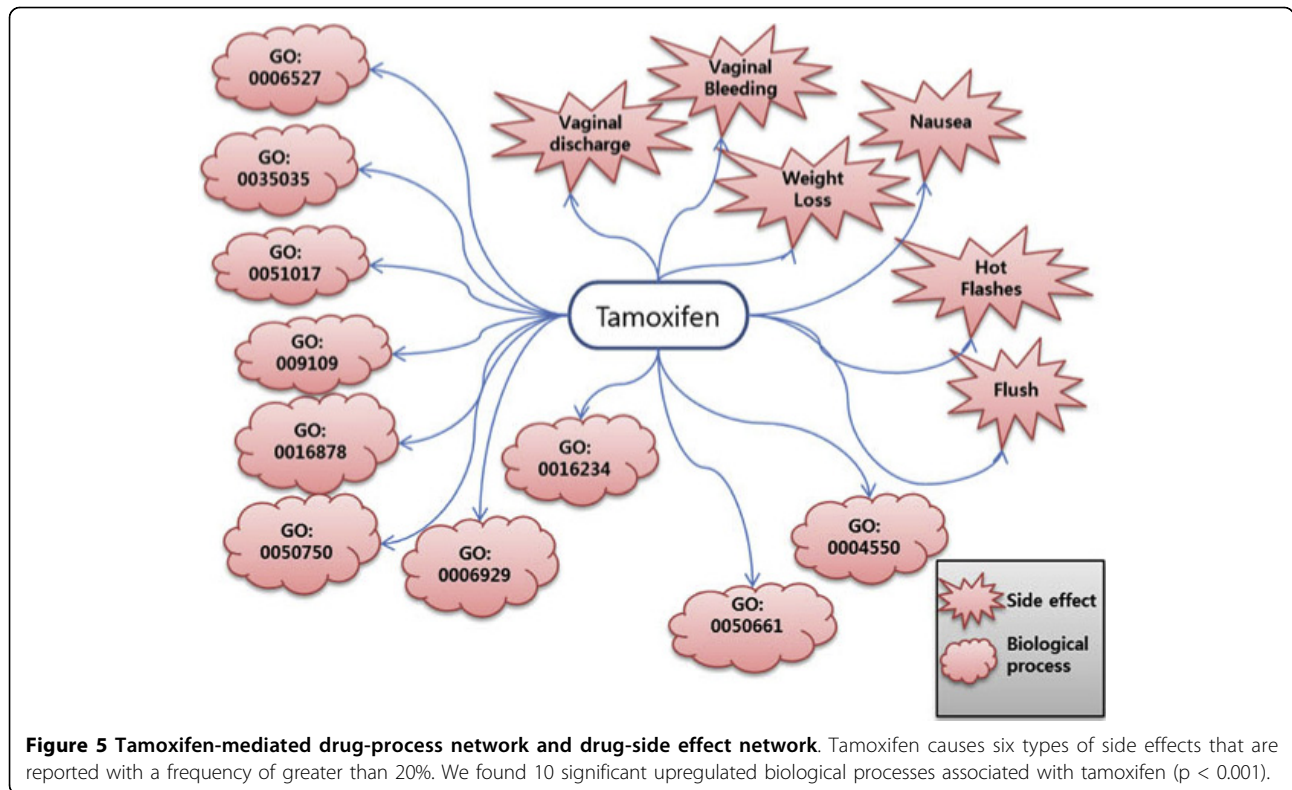 GO:
0006527
GO:
0035035
GO:
0051017
GO:
009109
GO:
0016878
GO:
0050750
GO:
0006929
GO:
0016234
GO:
0050661
GO:
0004550
Vaginal
discharge
Vaginal
Bleeding
Weight
Loss
Nausea
Hot
Flashes
Flush
Tamoxifen
Side effect
Biological
process
Figure 5 Tamoxifen-mediated drug-process network and drug-side effect network. Tamoxifen causes six types of side effects that are
reported with a frequency of greater than 20%. We found 10 significant upregulated biological processes associated with tamoxifen (p < 0.001).